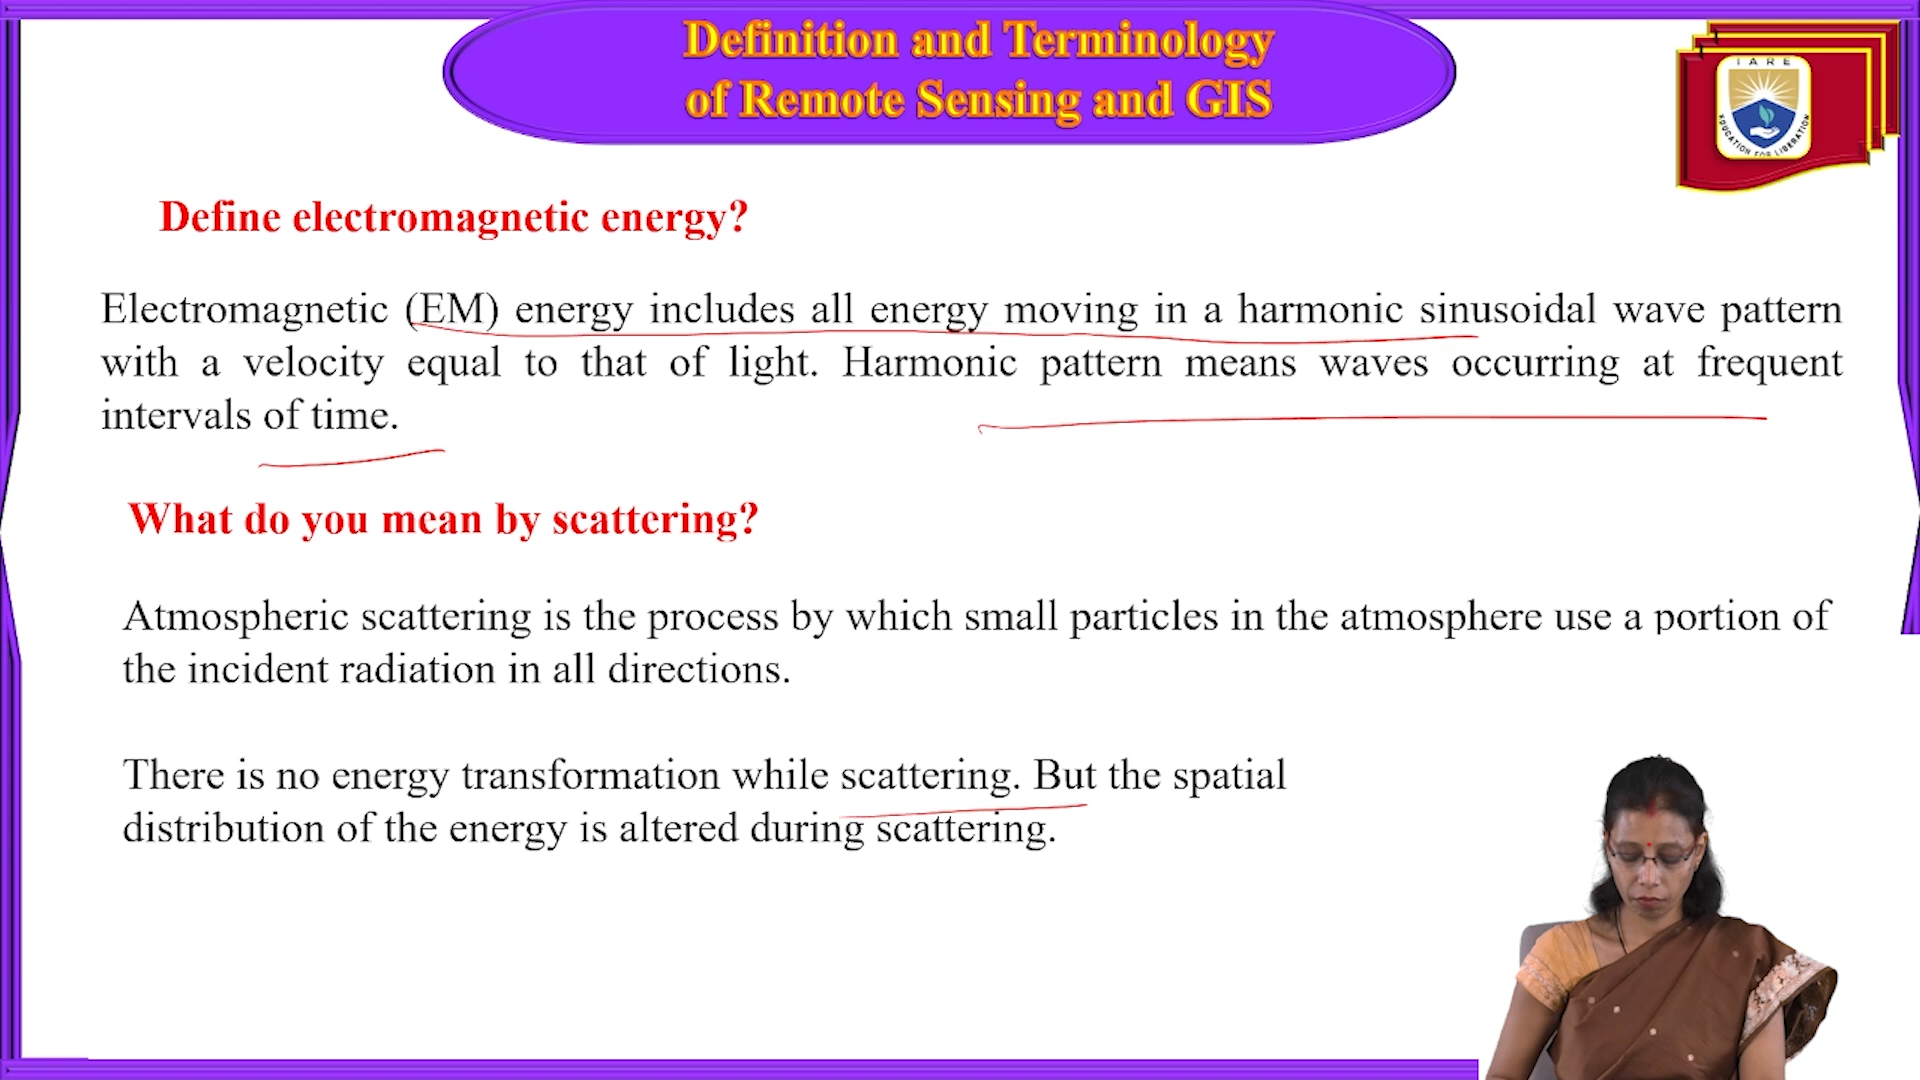 Definition and Terminology
of Remote Sensing and GIS
IARE
EDUCATION FOR LIBERATION
Define electromagnetic energy?
Electromagnetic (EM) energy includes all energy moving in a harmonic sinusoidal wave pattern
with a velocity equal to that of light. Harmonic pattern means waves occurring at frequent
intervals of time.
What do you mean by scattering?
Atmospheric scattering is the process by which small particles in the atmosphere use a portion of
the incident radiation in all directions.
There is no energy transformation while scattering. But the spatial
distribution of the energy is altered during scattering.